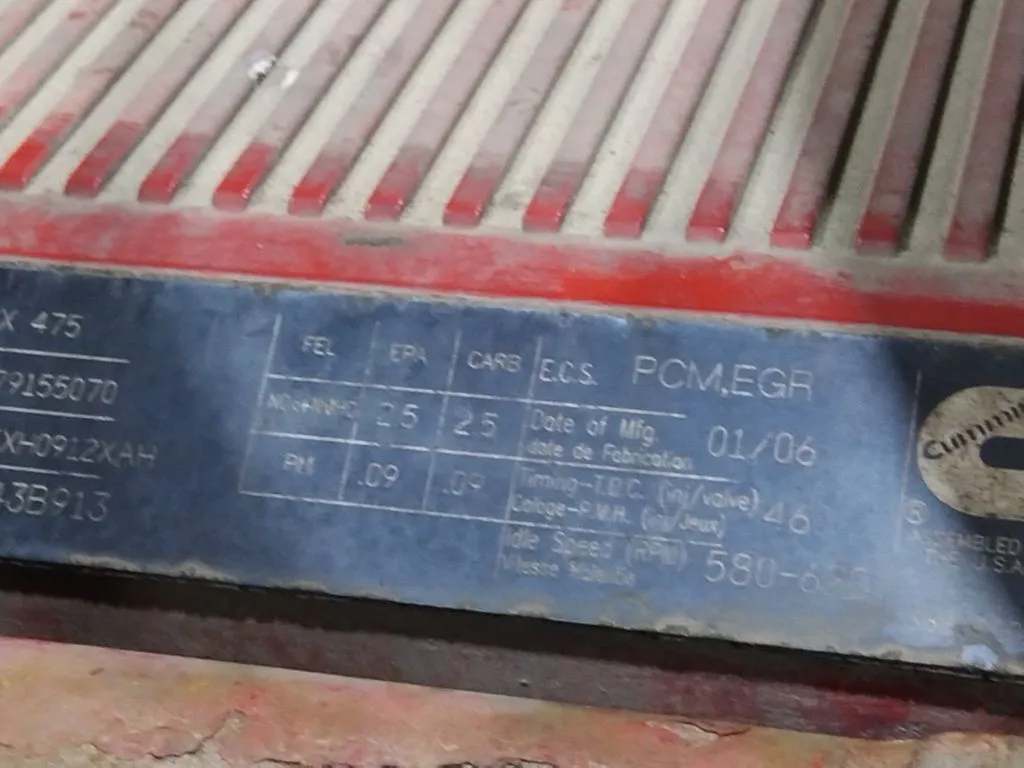 X 475
79155070
XH0912XAH
43B913
FEL EPA CARB
NOx+NMHC 2.5 2.5
PM .09 .09
E.C.S. PCM,EGR
Date of Mfg.
date de Fabrication 01/06
Timing-T.D.C. (inj/valve)
Calage-P.M.H. (inj/Jeux) 46
Idle Speed (RPM)
Vitesse 580-
Cummins
®
ASSEMBLED
U.S.A